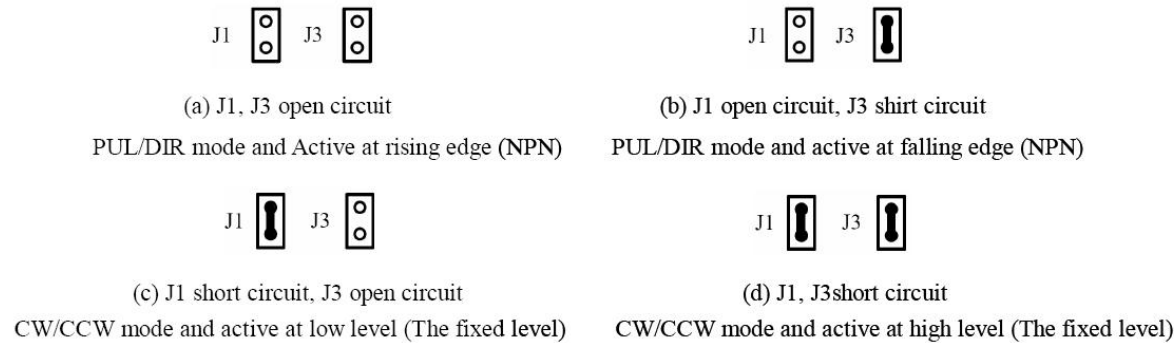 J1 J3
J1 J3
(a) J1, J3 open circuit
(b) J1 open circuit, J3 shirt circuit
PUL/DIR mode and Active at rising edge (NPN)
PUL/DIR mode and active at falling edge (NPN)
J1 J3
J1 J3
(c) J1 short circuit, J3 open circuit
(d) J1, J3short circuit
CW/CCW mode and active at low level (The fixed level)
CW/CCW mode and active at high level (The fixed level)